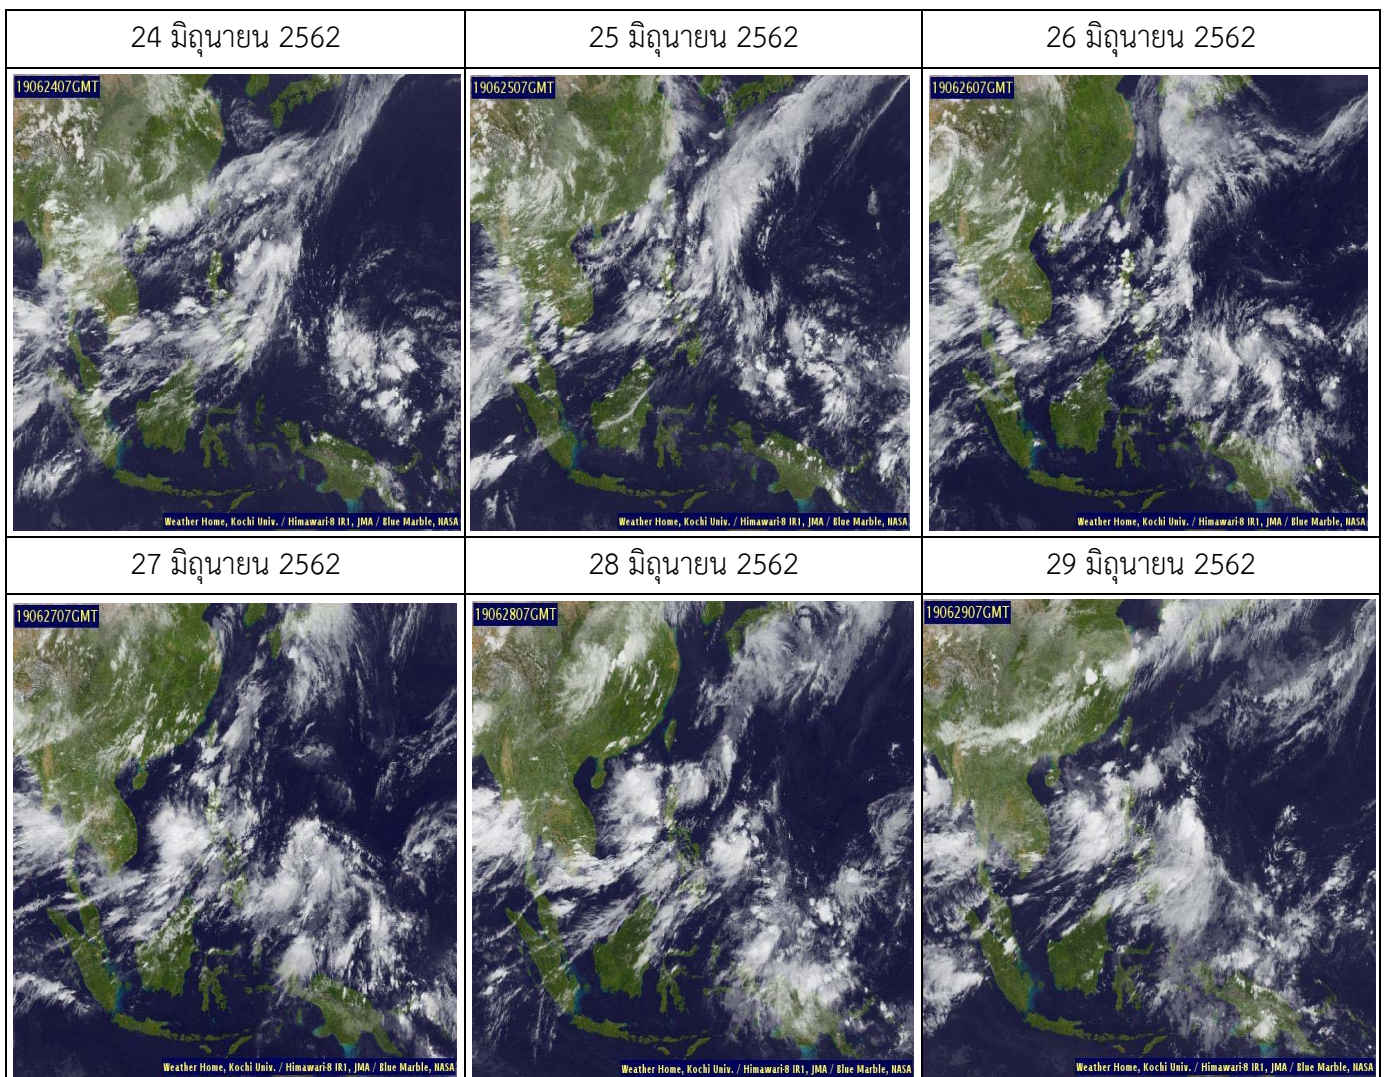 24 มิถุนายน 2562
25 มิถุนายน 2562
26 มิถุนายน 2562
19062407GMT
19062507GMT
19062607GMT
Weather Home, Kochi Univ. / Himawari-8 IR1, JMA / Blue Marble, NASA
Weather Home, Kochi Univ. / Himawari-8 IR1, JMA / Blue Marble, NASA
Weather Home, Kochi Univ. / Himawari-8 IR1, JMA / Blue Marble, NASA
27 มิถุนายน 2562
28 มิถุนายน 2562
29 มิถุนายน 2562
19062707GMT
19062807GMT
19062907GMT
Weather Home, Kochi Univ. / Himawari-8 IR1, JMA / Blue Marble, NASA
Weather Home, Kochi Univ. / Himawari-8 IR1, JMA / Blue Marble, NASA
Weather Home, Kochi Univ. / Himawari-8 IR1, JMA / Blue Marble, NASA